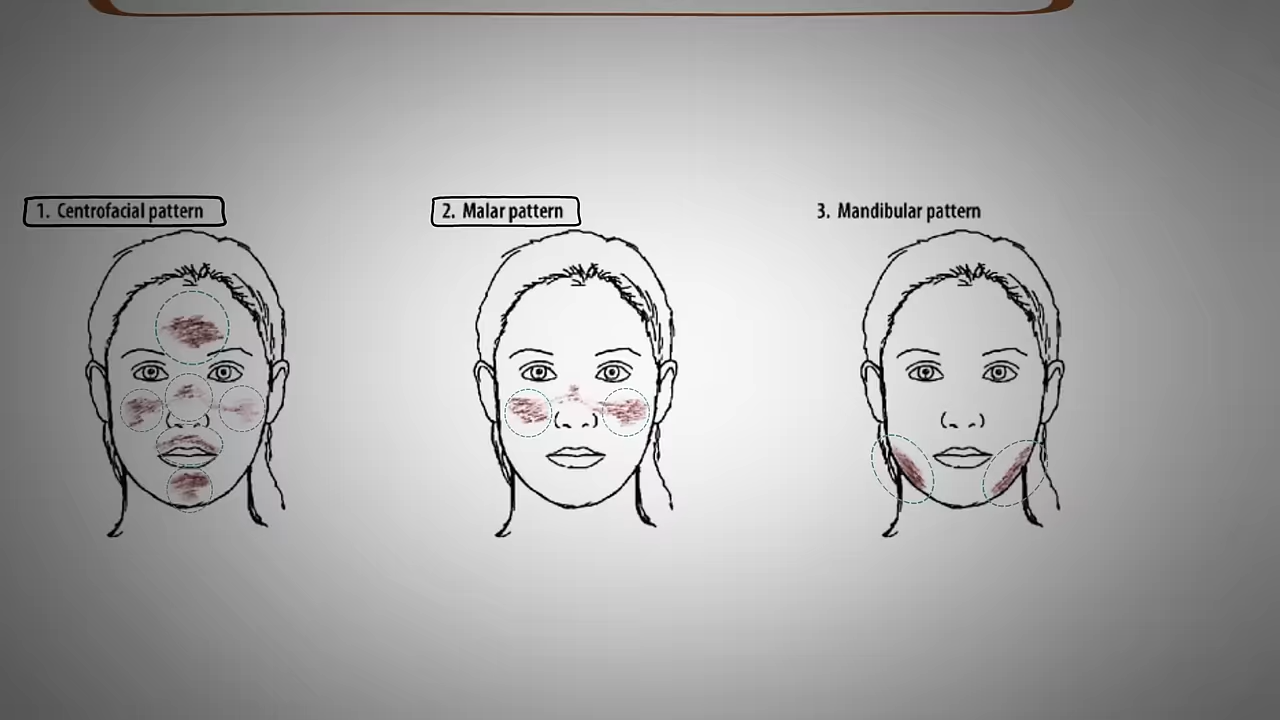 1. Centrofacial pattern
2. Malar pattern
3. Mandibular pattern